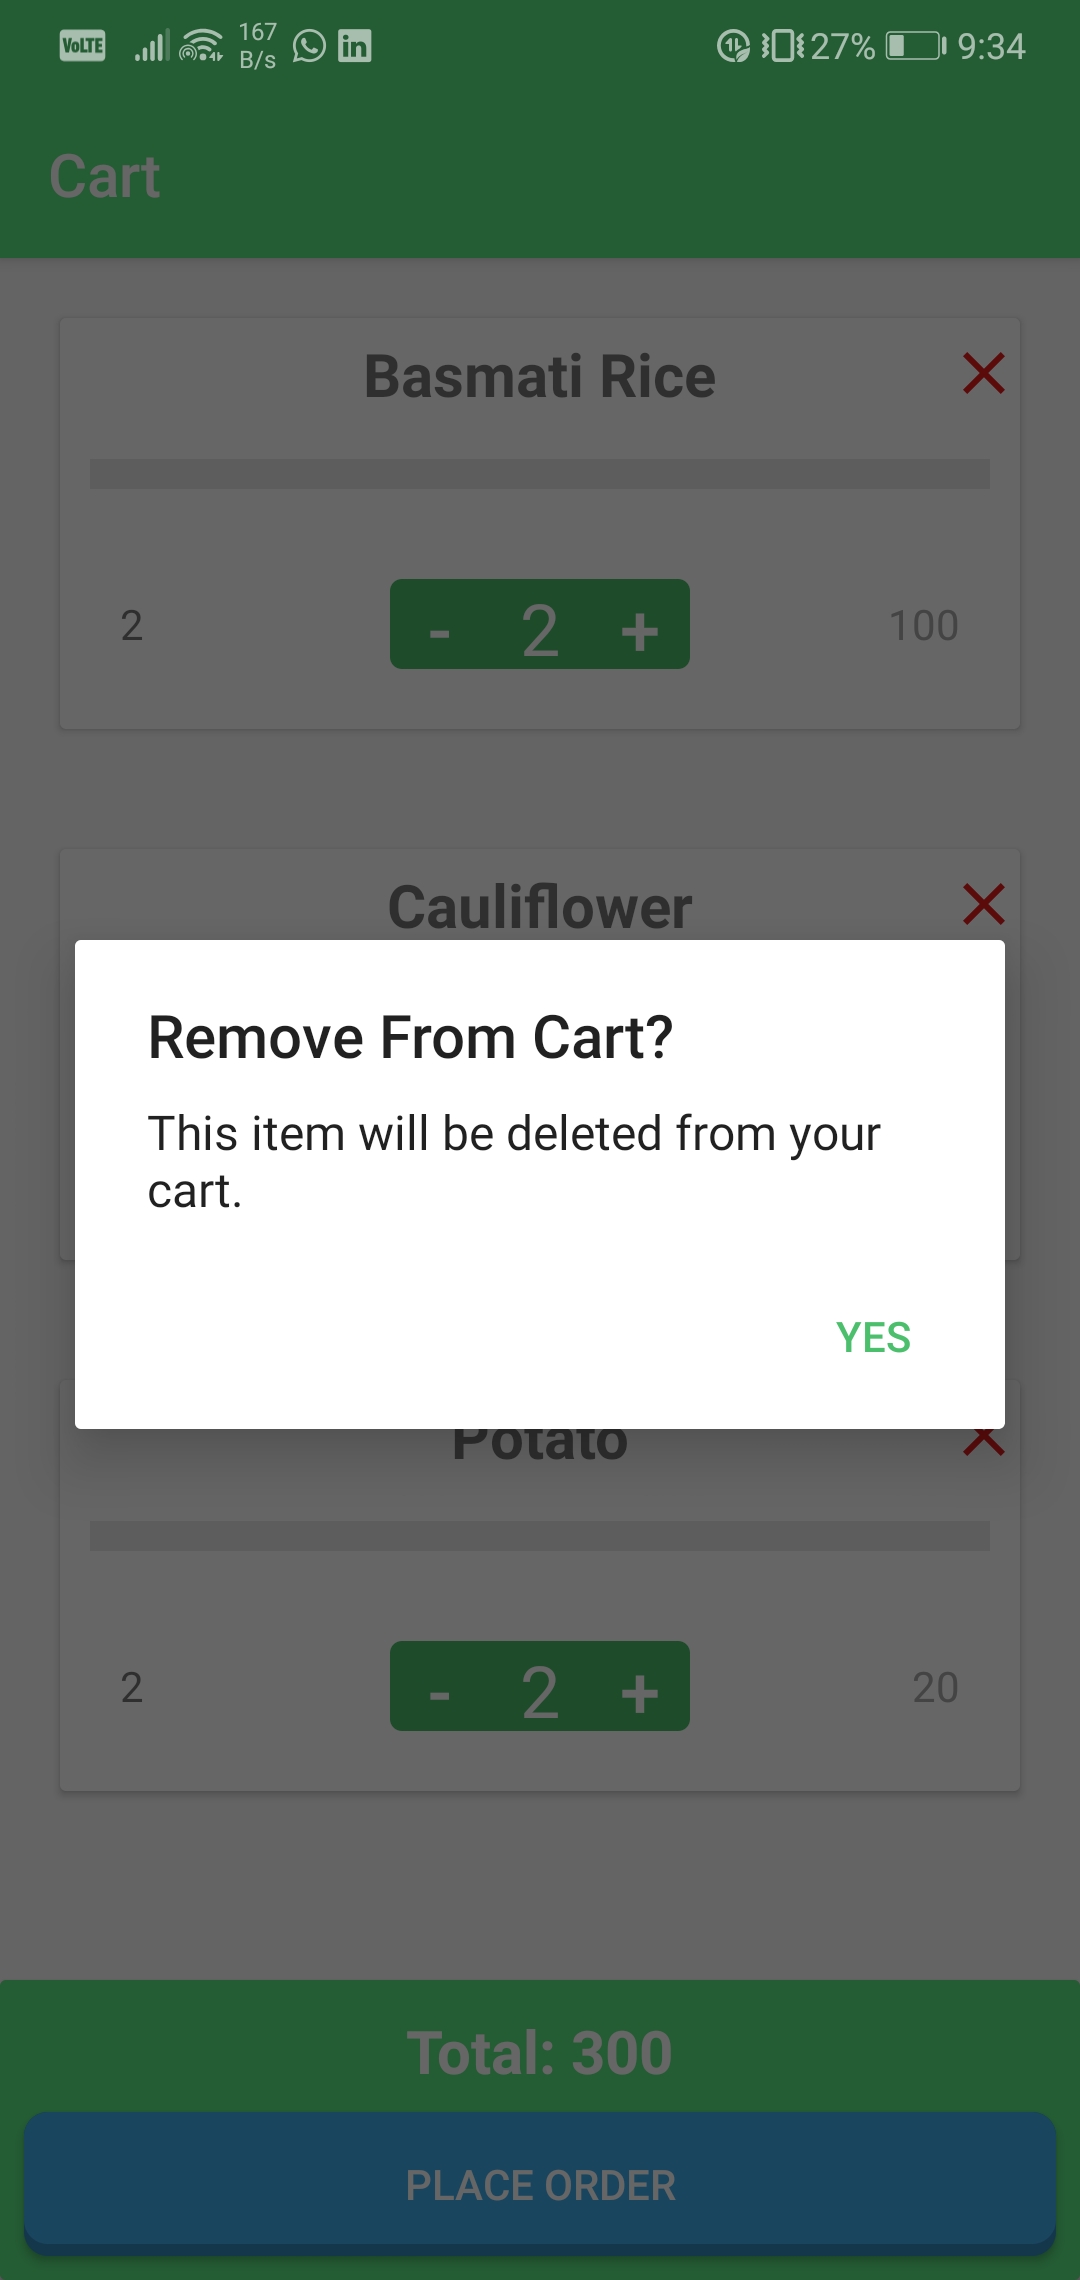 VoLTE 167 B/s in 27% 9:34
Cart
Basmati Rice
2 - 2 + 100
Cauliflower
Remove From Cart?
This item will be deleted from your
cart.
YES
Potato
2 - 2 + 20
Total: 300
PLACE ORDER